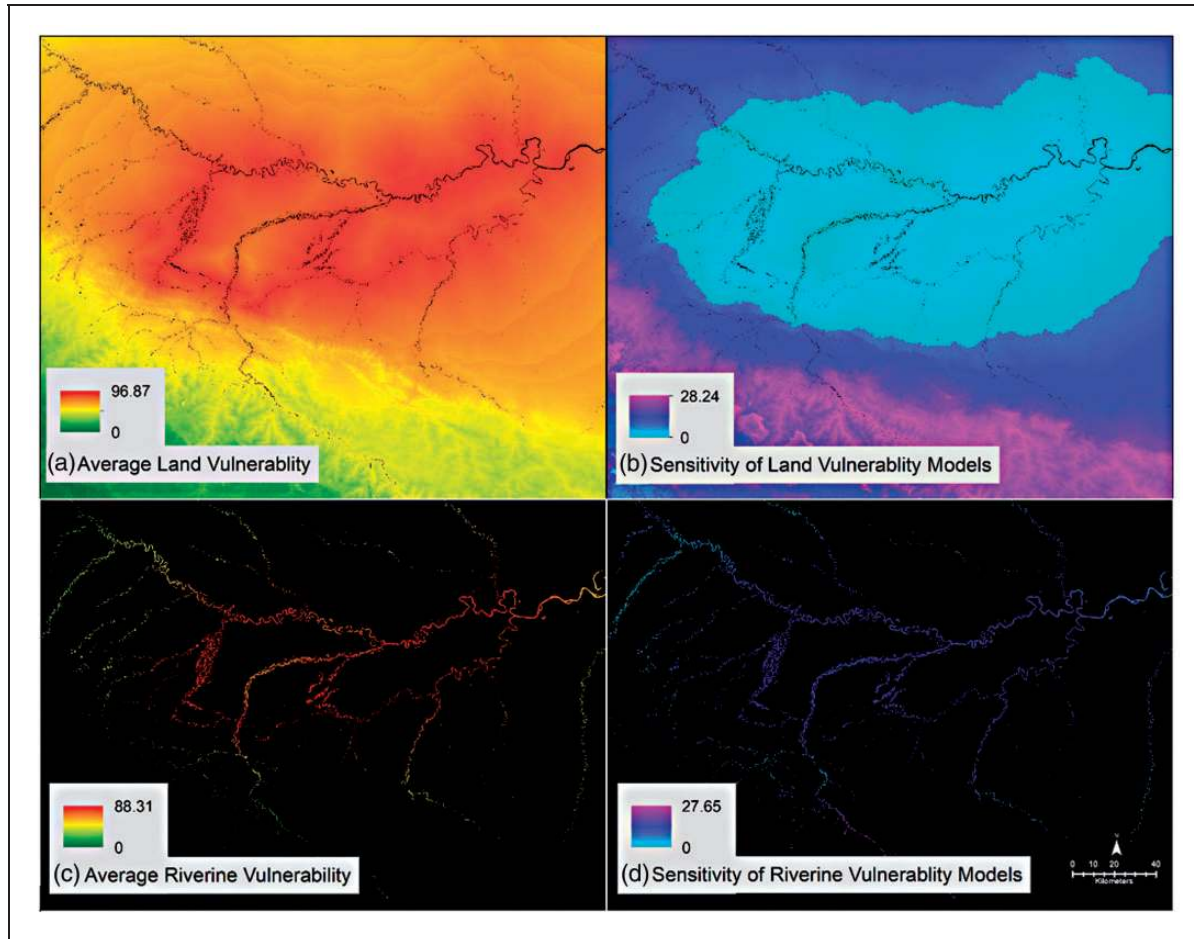 96.87
0
(a) Average Land Vulnerablity
28.24
0
(b) Sensitivity of Land Vulnerablity Models
88.31
0
(c) Average Riverine Vulnerability
27.65
0
(d) Sensitivity of Riverine Vulnerablity Models
N
0 10 20 40
Kilometers